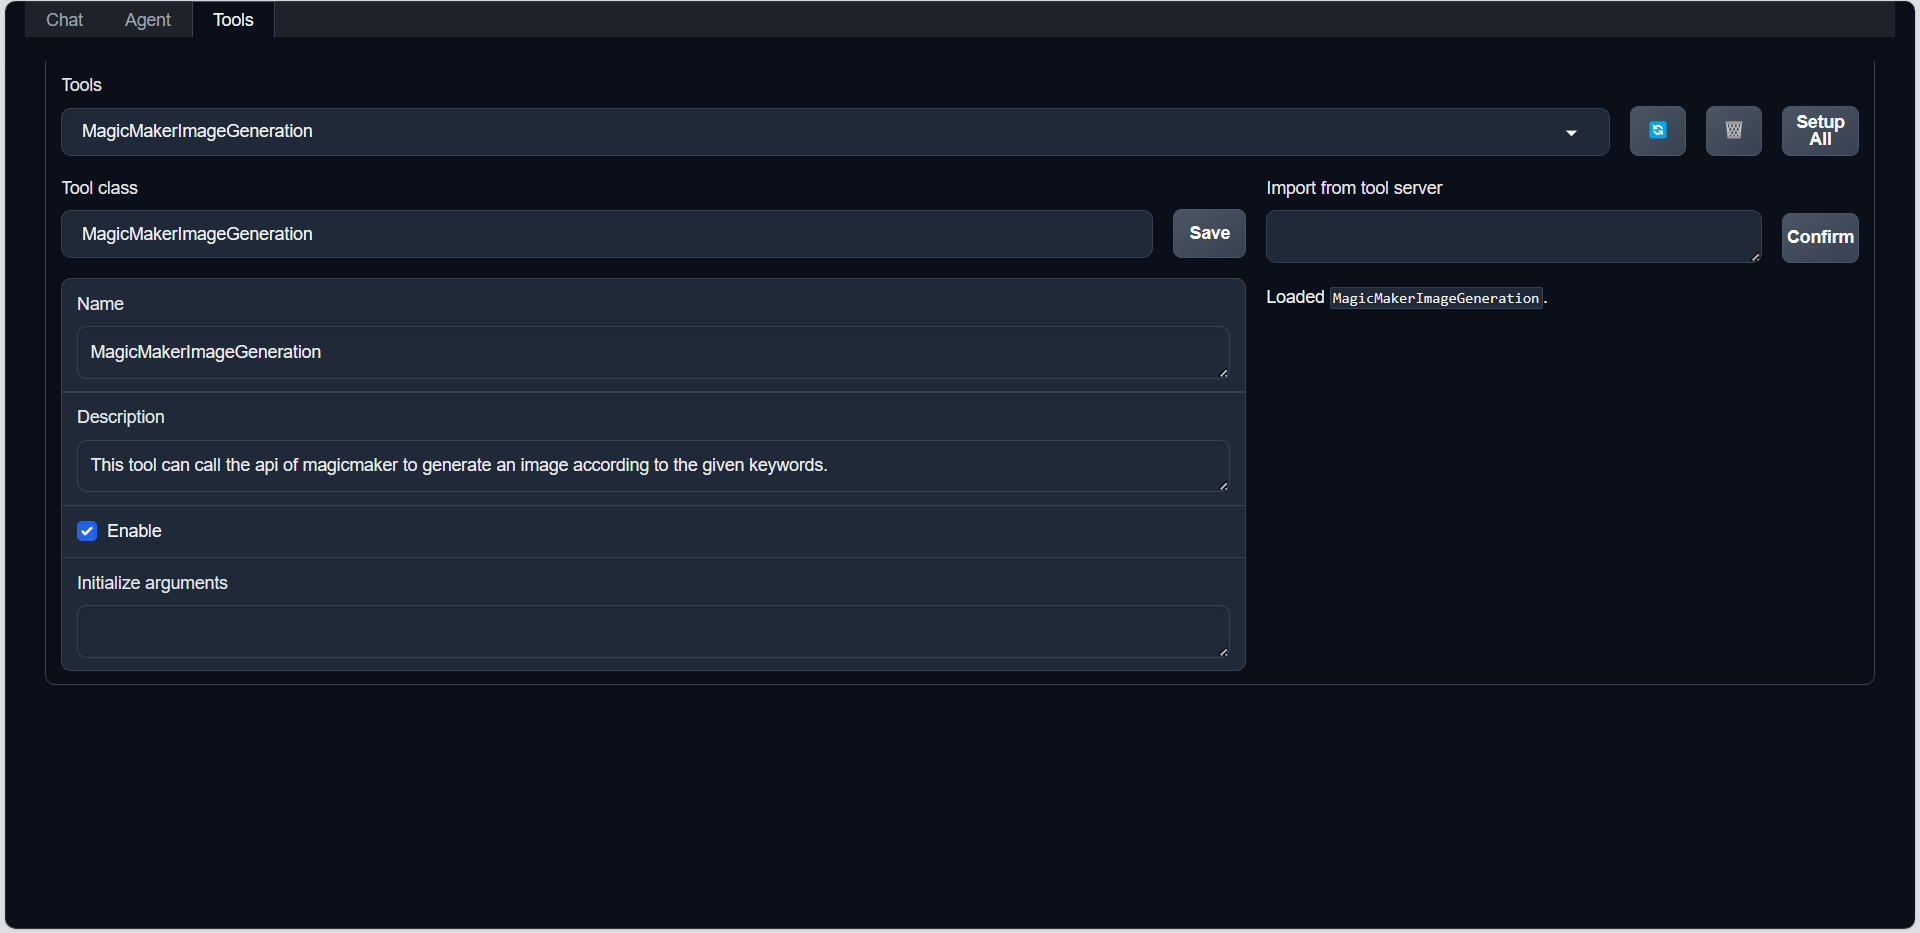 Chat Agent Tools
Tools
MagicMakerImageGeneration
Setup
All
Tool class
MagicMakerImageGeneration
Save
Import from tool server
Confirm
Name
MagicMakerImageGeneration
Loaded MagicMakerImageGeneration.
Description
This tool can call the api of magicmaker to generate an image according to the given keywords.
Enable
Initialize arguments